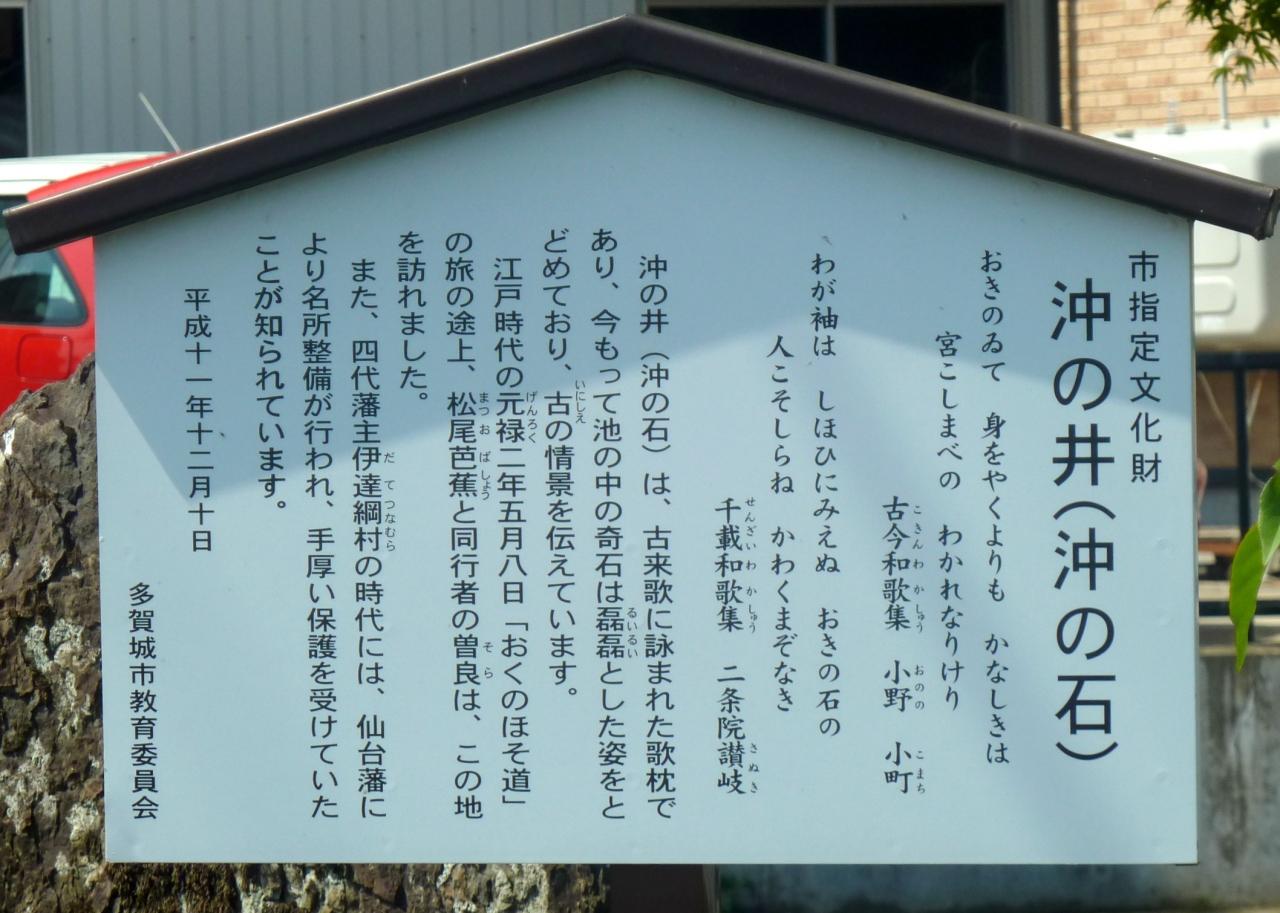 市指定文化財
沖の井(沖の石)
おきのゐて 身をやくよりも かなしきは
宮こしまべの わかれなりけり
古今和歌集 小野 小町
わが袖は しほひにみえぬ おきの石の
人こそしらね かわくまぞなき
千載和歌集 二条院讃岐
沖の井(沖の石)は、古来歌に詠まれた歌枕で
あり、今もって池の中の奇石は磊磊とした姿をと
どめており、古の情景を伝えています。
江戸時代の元禄二年五月八日「おくのほそ道」
の旅の途上、松尾芭蕉と同行者の曽良は、この地
を訪れました。
また、四代藩主伊達綱村の時代には、仙台藩に
より名所整備が行われ、手厚い保護を受けていた
ことが知られています。
平成十一年十二月十日
多賀城市教育委員会